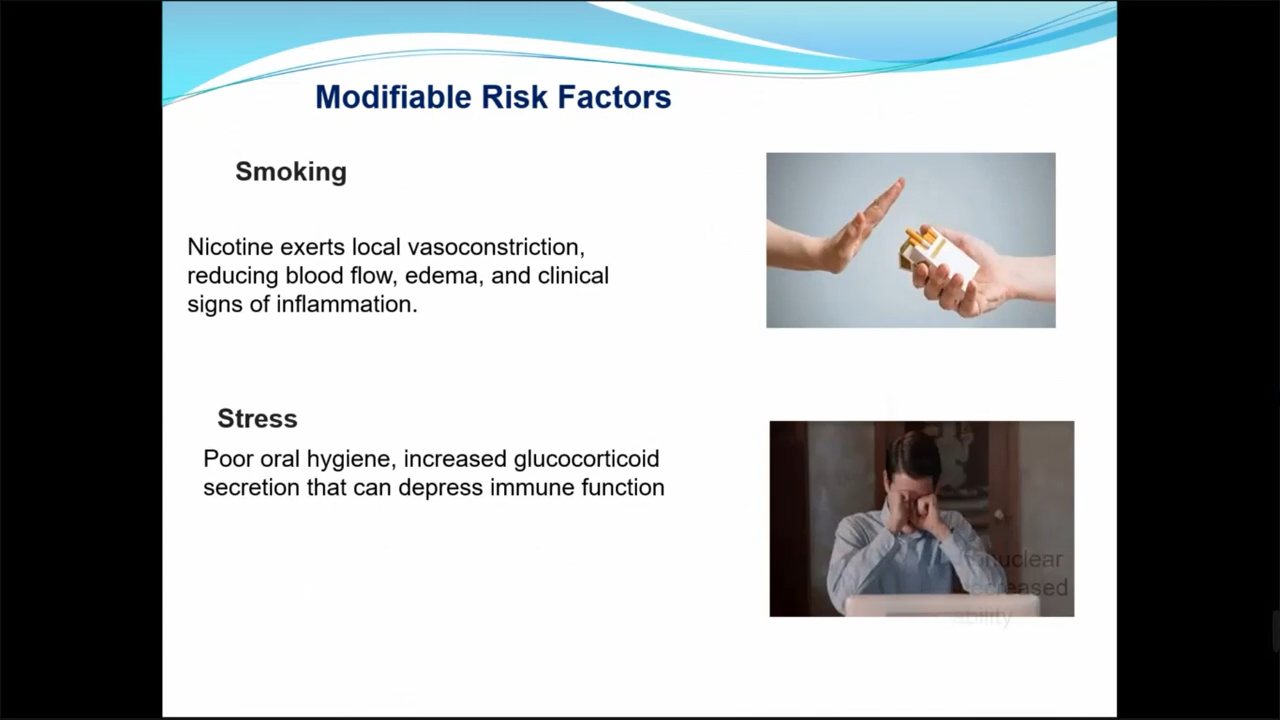 Modifiable Risk Factors
Smoking
Nicotine exerts local vasoconstriction,
reducing blood flow, edema, and clinical
signs of inflammation.
Stress
Poor oral hygiene, increased glucocorticoid
secretion that can depress immune function
ability